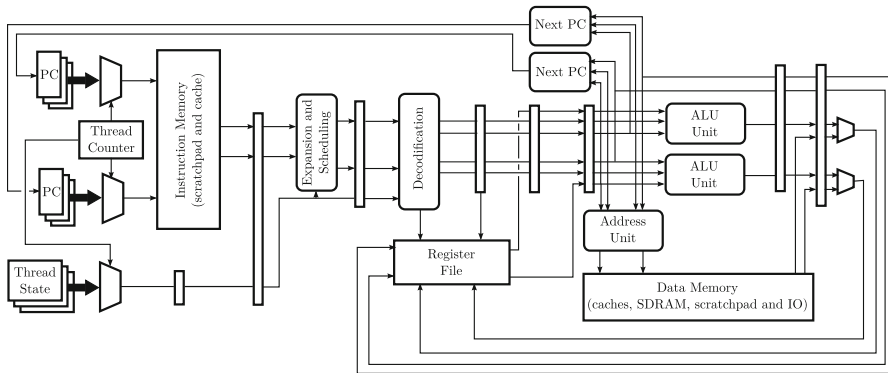 Next PC
Next PC
PC
Thread
Counter
PC
Thread
State
Instruction Memory
(scratchpad and cache)
Expansion and
Scheduling
Decodification
Register
File
ALU
Unit
ALU
Unit
Address
Unit
Data Memory
(caches, SDRAM, scratchpad and IO)